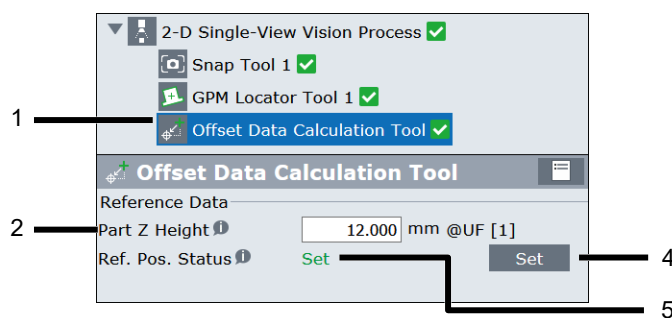 2-D Single-View Vision Process
Snap Tool 1
GPM Locator Tool 1
1
Offset Data Calculation Tool
Offset Data Calculation Tool
Reference Data
2
Part Z Height 12.000 mm @UF [1]
Ref. Pos. Status Set Set
4
5